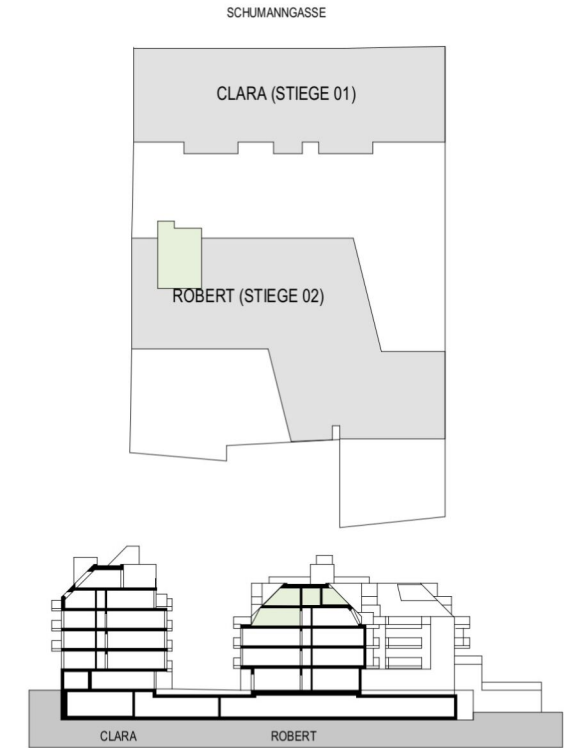 SCHUMANNGASSE
CLARA (STIEGE 01)
ROBERT (STIEGE 02)
CLARA
ROBERT